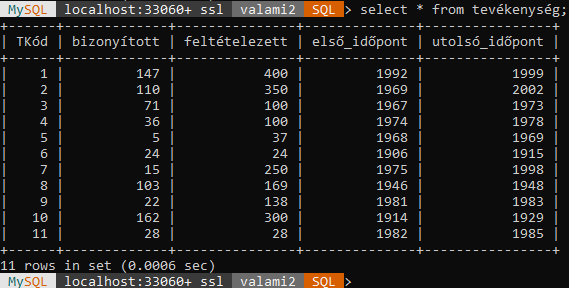 MySQL localhost:33060+ ssl valami2 SQL > select * from tevékenység;
+------+------------+--------------+---------------+----------------+
| TKód | bizonyított | feltételezett | első_időpont | utolsó_időpont |
+------+------------+--------------+---------------+----------------+
| 1 | 147 | 400 | 1992 | 1999 |
| 2 | 110 | 350 | 1969 | 2002 |
| 3 | 71 | 100 | 1967 | 1973 |
| 4 | 36 | 100 | 1974 | 1978 |
| 5 | 5 | 37 | 1968 | 1969 |
| 6 | 24 | 24 | 1906 | 1915 |
| 7 | 15 | 250 | 1975 | 1998 |
| 8 | 103 | 169 | 1946 | 1948 |
| 9 | 22 | 138 | 1981 | 1983 |
| 10 | 162 | 300 | 1914 | 1929 |
| 11 | 28 | 28 | 1982 | 1985 |
+------+------------+--------------+---------------+----------------+
11 rows in set (0.0006 sec)
MySQL localhost:33060+ ssl valami2 SQL >